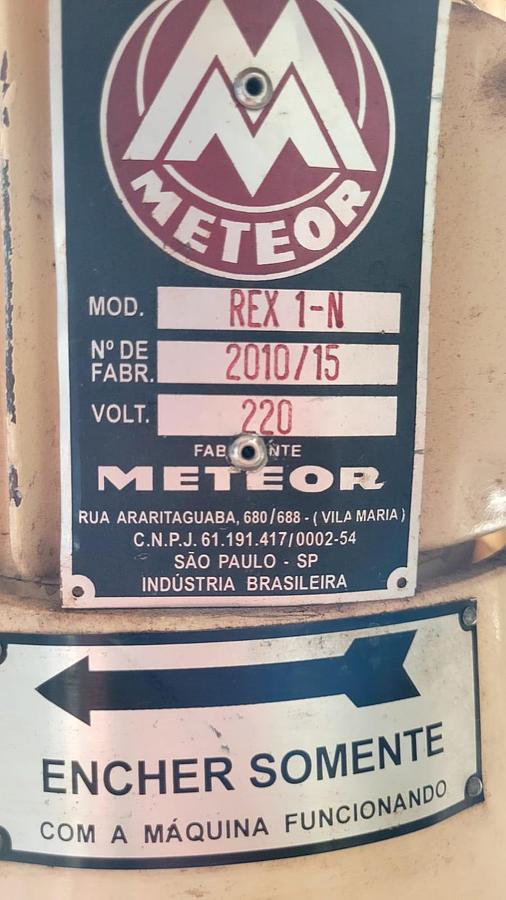 METEOR
MOD. REX 1-N
Nº DE
FABR. 2010/15
VOLT. 220
METEOR
RUA ARARITAGUABA, 680/688 - ( VILA MARIA )
C.N.P.J. 61.191.417/0002-54
SÃO PAULO - SP
INDÚSTRIA BRASILEIRA
ENCHER SOMENTE
COM A MÁQUINA FUNCIONANDO